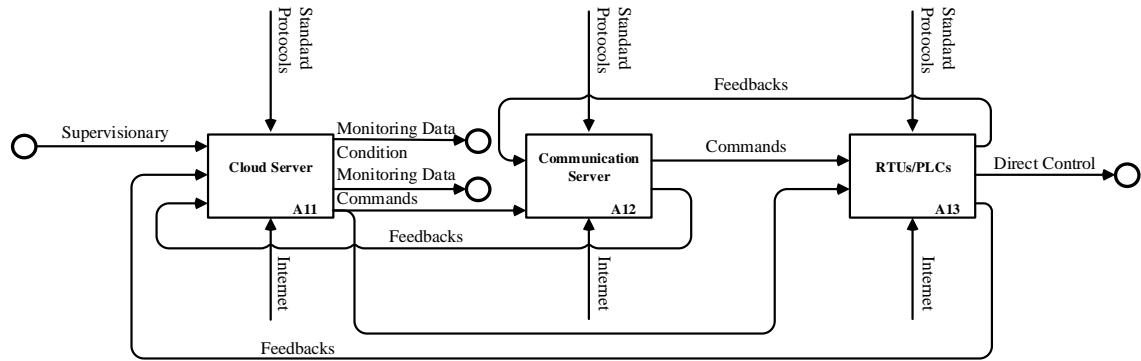 Standard
Protocols
Standard
Protocols
Standard
Protocols
Feedbacks
Supervisionary
Monitoring Data
Condition
Monitoring Data
Commands
Cloud Server
A11
Communication
Server
A12
Commands
RTUs/PLCs
A13
Direct Control
Feedbacks
Internet
Internet
Internet
Feedbacks